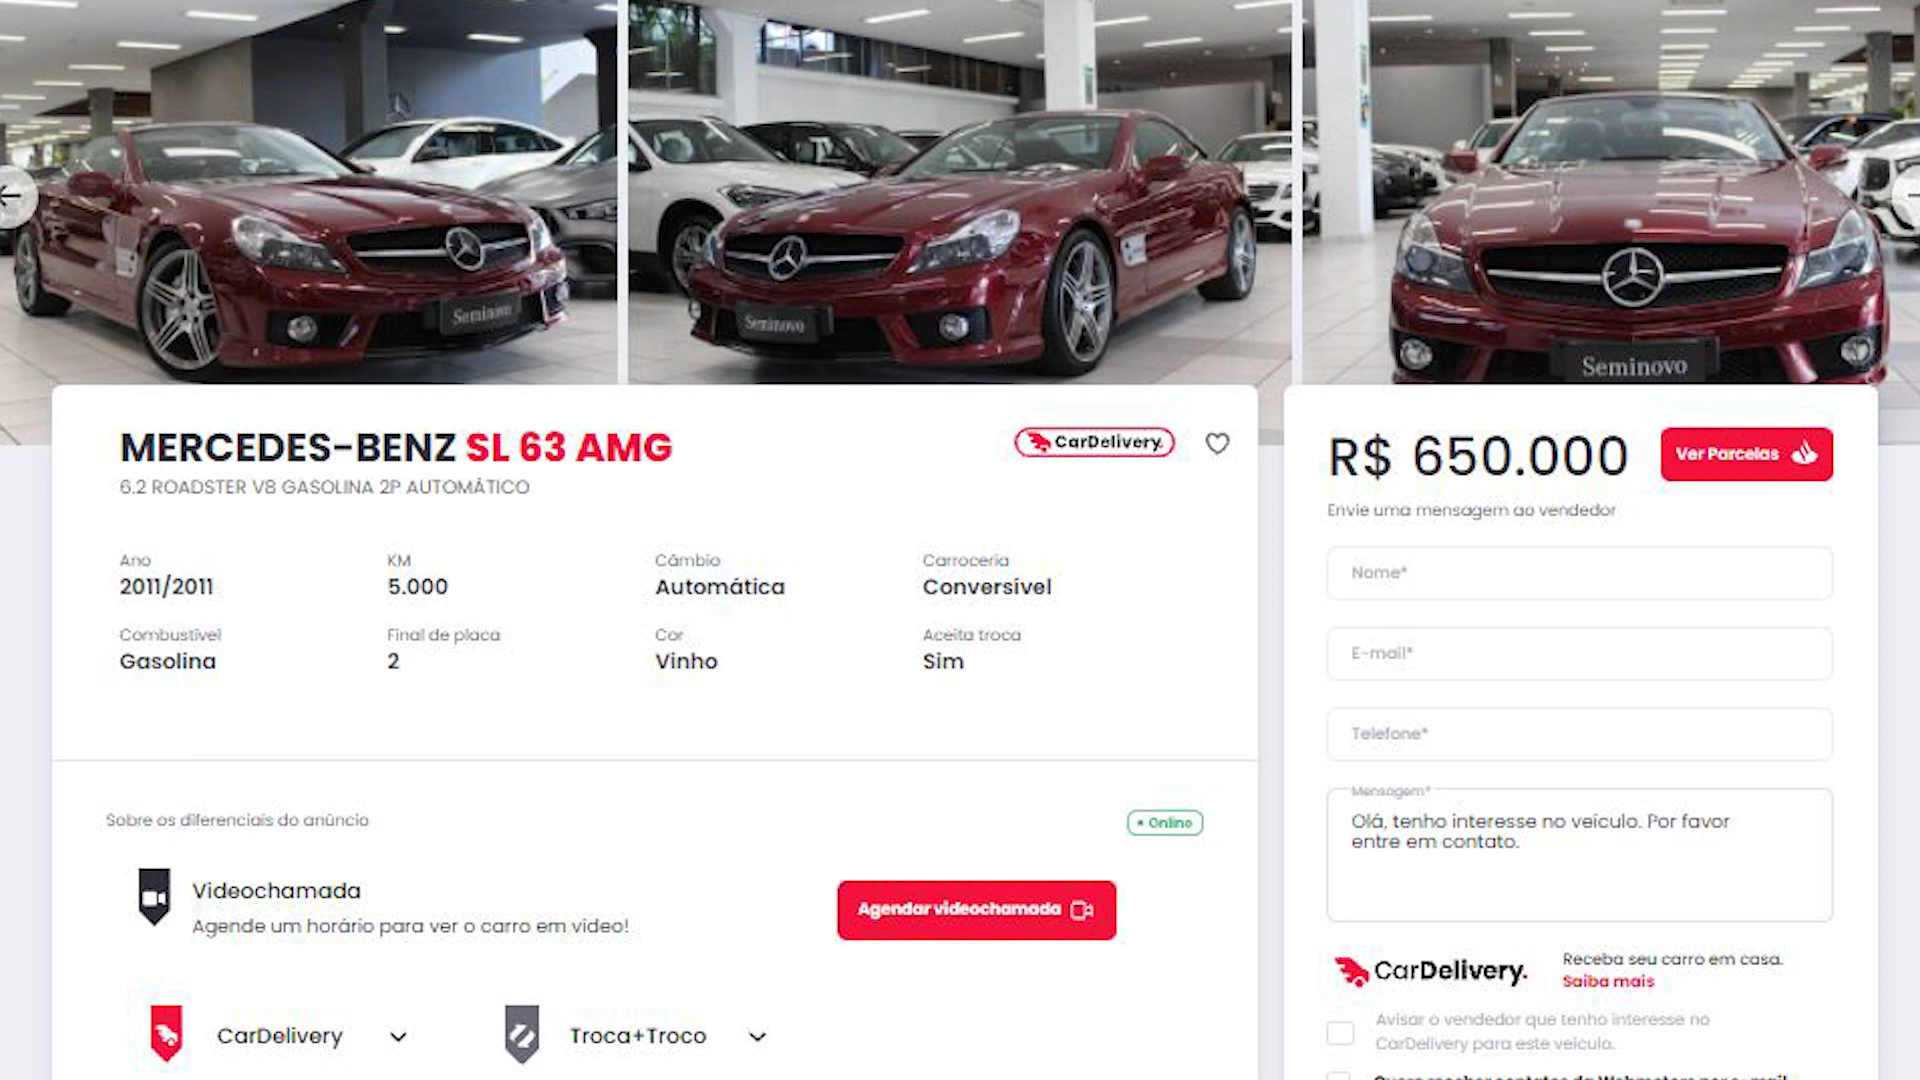 Seminovo
Seminovo
Seminovo
MERCEDES-BENZ SL 63 AMG
CarDelivery.
6.2 ROADSTER V8 GASOLINA 2P AUTOMÁTICO
Ano
2011/2011
KM
5.000
Câmbio
Automática
Carroceria
Conversível
Combustível
Gasolina
Final de placa
2
Cor
Vinho
Aceita troca
Sim
Sobre os diferenciais do anúncio
Online
Videochamada
Agende um horário para ver o carro em vídeo!
Agendar videochamada
CarDelivery
Troca+Troco
R$ 650.000
Ver Parcelas
Envie uma mensagem ao vendedor
Nome*
E-mail*
Telefone*
Mensagem*
Olá, tenho interesse no veículo. Por favor
entre em contato.
CarDelivery.
Receba seu carro em casa.
Saiba mais
Avisar o vendedor que tenho interesse no
CarDelivery para este veículo.